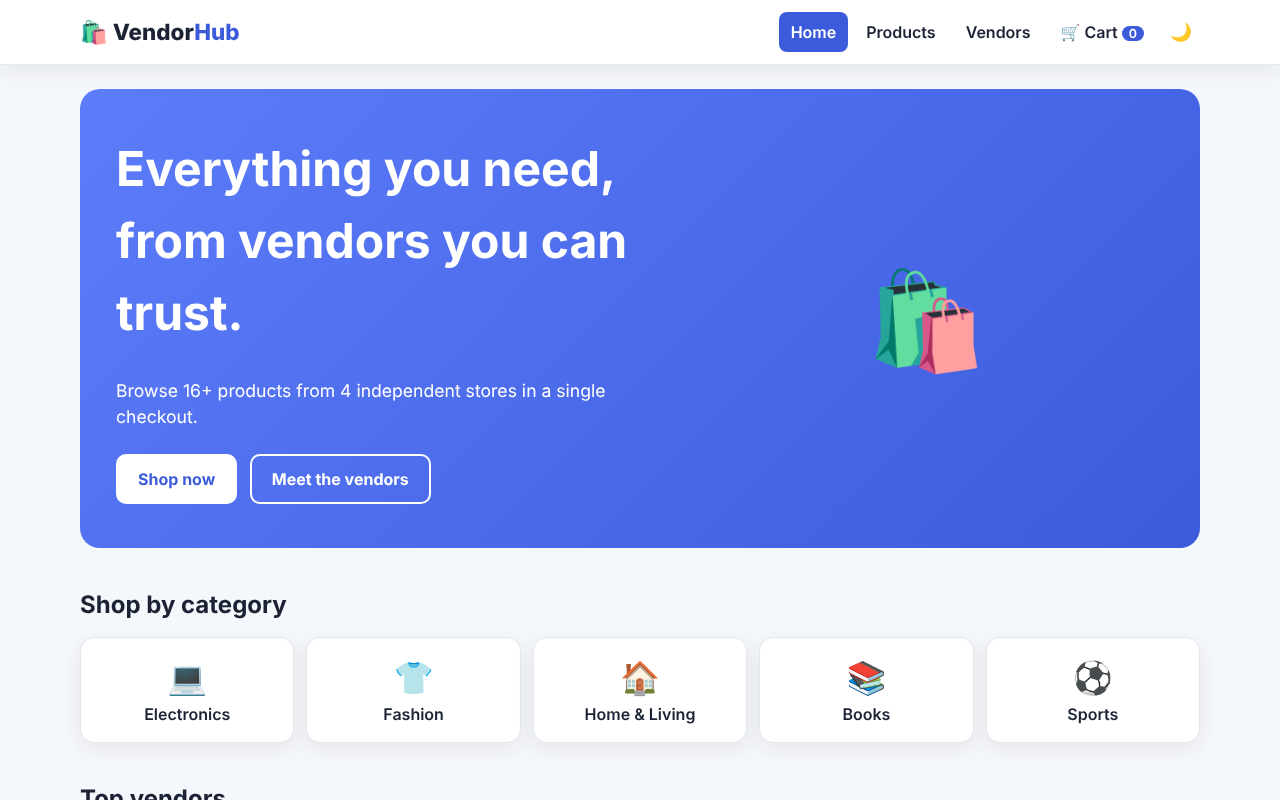 VendorHub
Home
Products
Vendors
Cart 0
Everything you need,
from vendors you can
trust.
Browse 16+ products from 4 independent stores in a single
checkout.
Shop now
Meet the vendors
Shop by category
Electronics
Fashion
Home & Living
Books
Sports
Top vendors